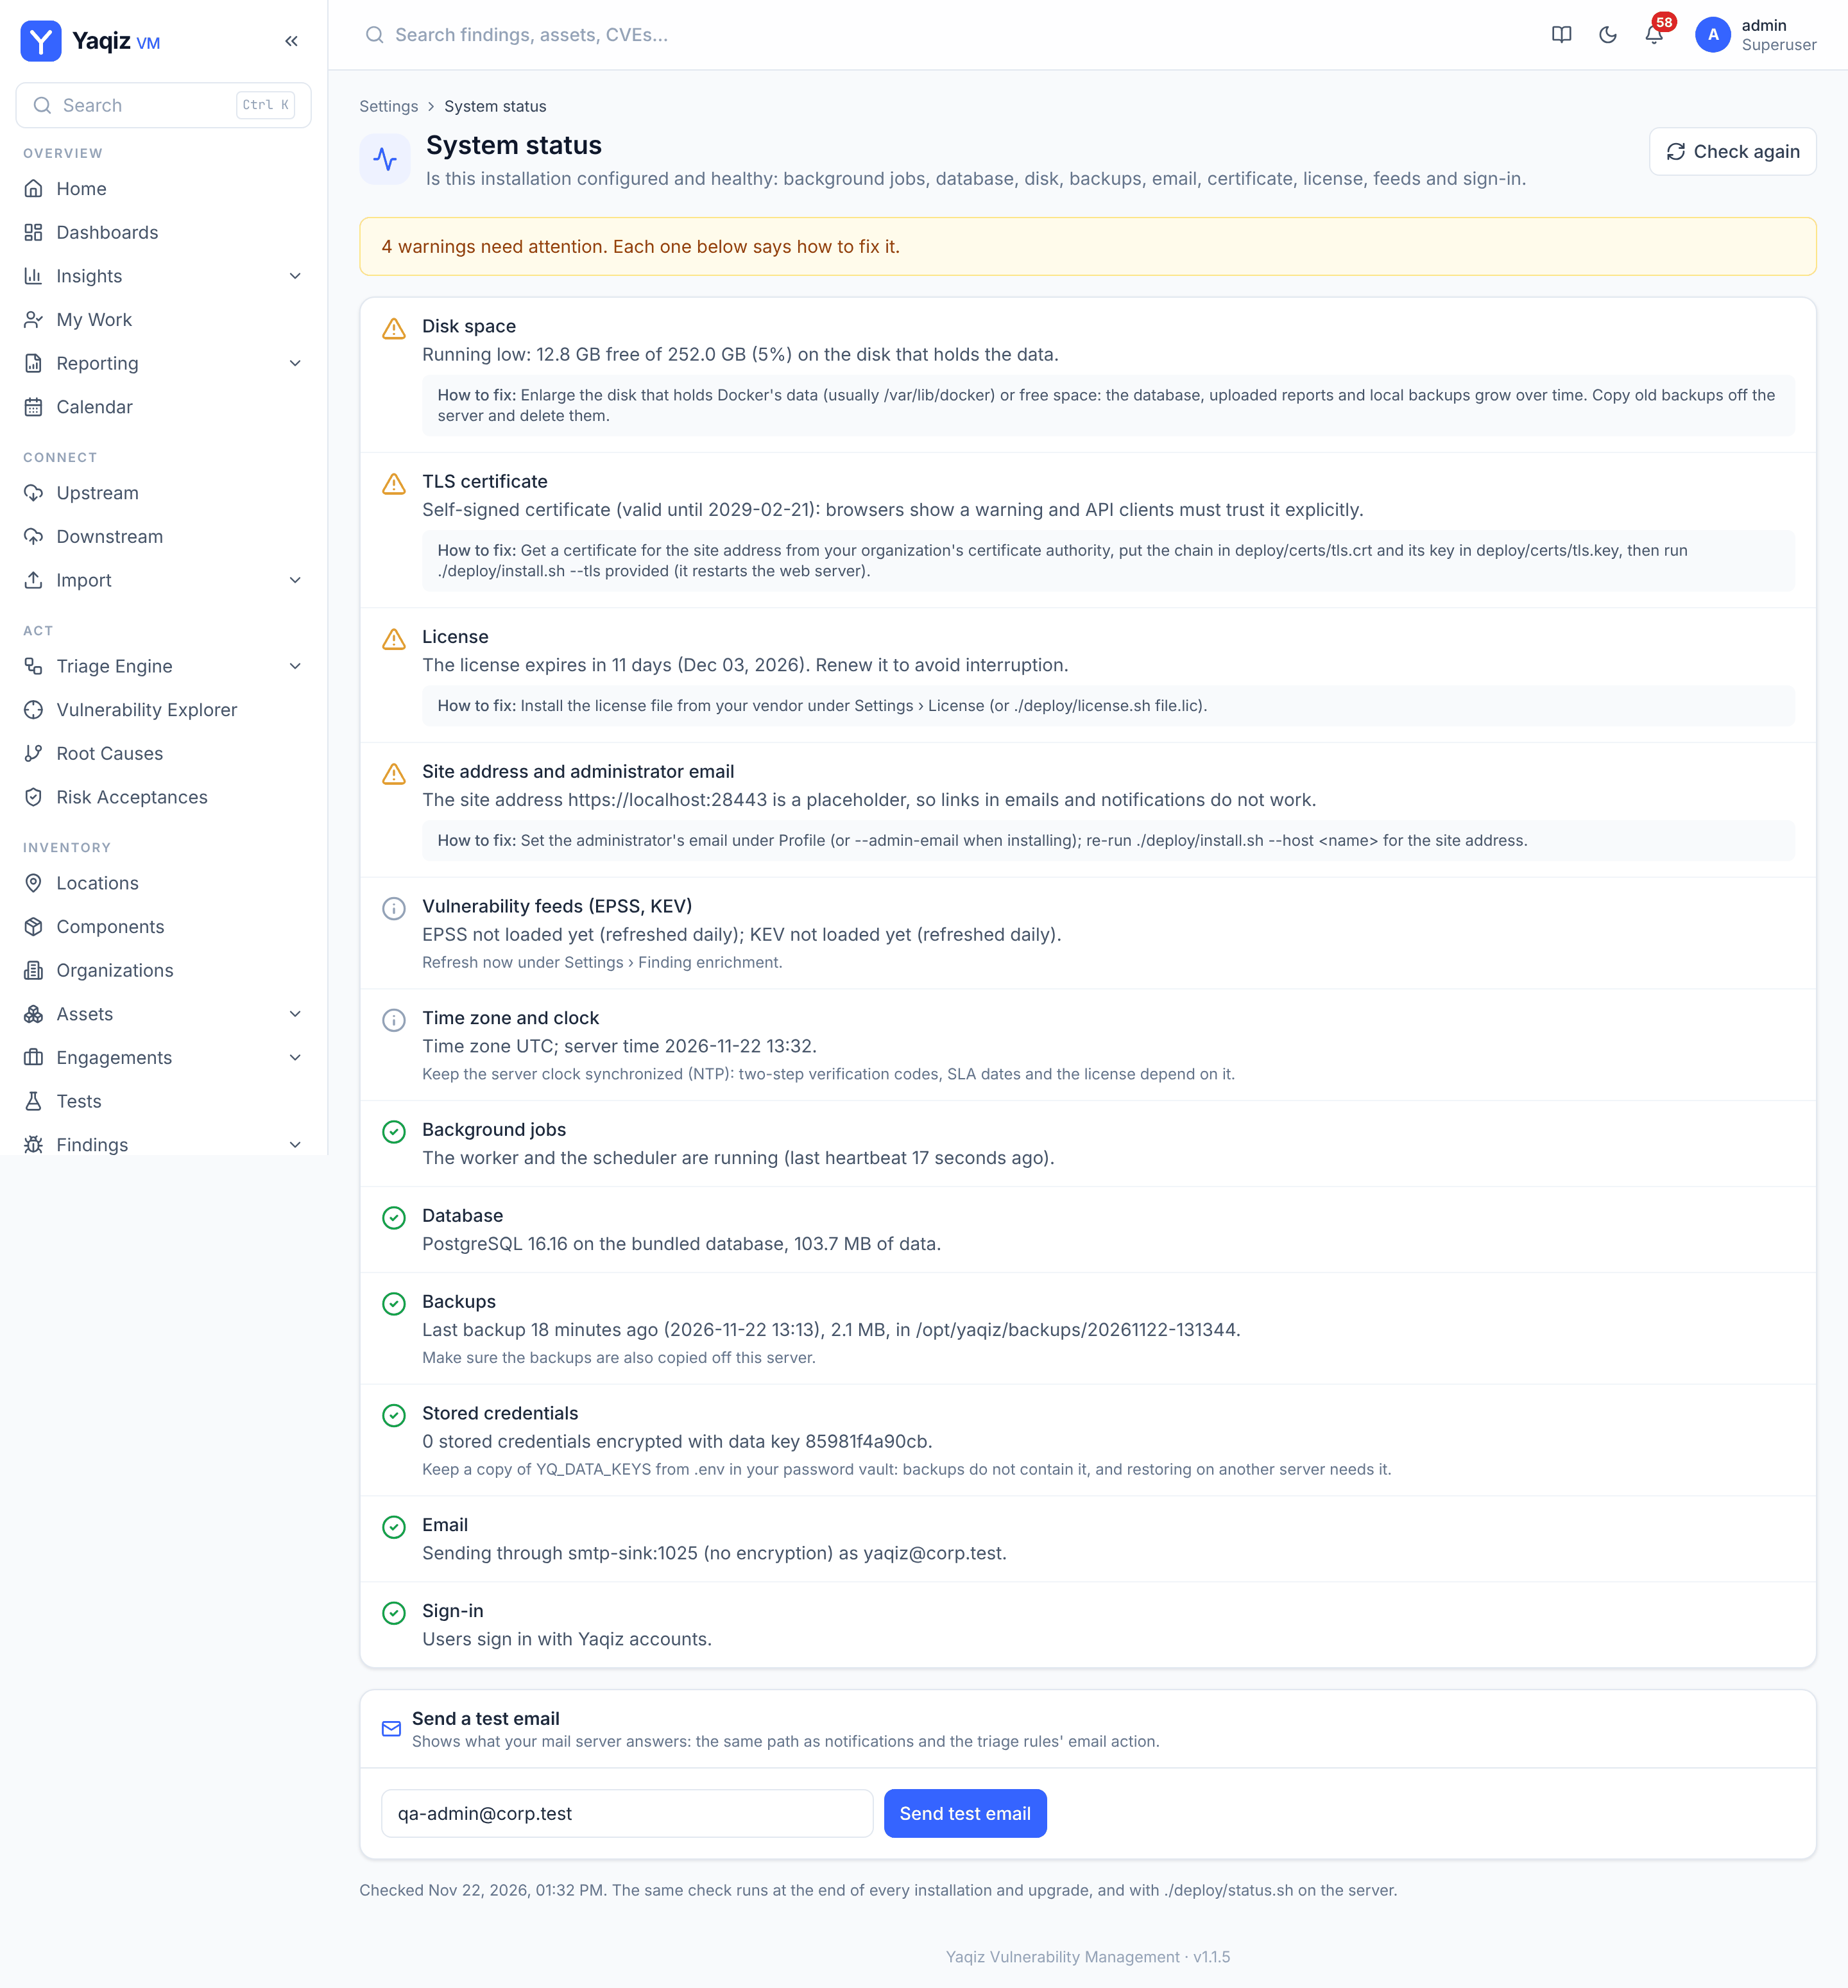 Yaqiz VM
Search
Ctrl K
OVERVIEW
Home
Dashboards
Insights
My Work
Reporting
Calendar
CONNECT
Upstream
Downstream
Import
ACT
Triage Engine
Vulnerability Explorer
Root Causes
Risk Acceptances
INVENTORY
Locations
Components
Organizations
Assets
Engagements
Tests
Findings
Search findings, assets, CVEs...
58
A
admin
Superuser
Settings > System status
System status
Is this installation configured and healthy: background jobs, database, disk, backups, email, certificate, license, feeds and sign-in.
Check again
4 warnings need attention. Each one below says how to fix it.
Disk space
Running low: 12.8 GB free of 252.0 GB (5%) on the disk that holds the data.
How to fix: Enlarge the disk that holds Docker's data (usually /var/lib/docker) or free space: the database, uploaded reports and local backups grow over time. Copy old backups off the
server and delete them.
TLS certificate
Self-signed certificate (valid until 2029-02-21): browsers show a warning and API clients must trust it explicitly.
How to fix: Get a certificate for the site address from your organization's certificate authority, put the chain in deploy/certs/tls.crt and its key in deploy/certs/tls.key, then run
./deploy/install.sh --tls provided (it restarts the web server).
License
The license expires in 11 days (Dec 03, 2026). Renew it to avoid interruption.
How to fix: Install the license file from your vendor under Settings › License (or ./deploy/license.sh file.lic).
Site address and administrator email
The site address https://localhost:28443 is a placeholder, so links in emails and notifications do not work.
How to fix: Set the administrator's email under Profile (or --admin-email when installing); re-run ./deploy/install.sh --host <name> for the site address.
Vulnerability feeds (EPSS, KEV)
EPSS not loaded yet (refreshed daily); KEV not loaded yet (refreshed daily).
Refresh now under Settings › Finding enrichment.
Time zone and clock
Time zone UTC; server time 2026-11-22 13:32.
Keep the server clock synchronized (NTP): two-step verification codes, SLA dates and the license depend on it.
Background jobs
The worker and the scheduler are running (last heartbeat 17 seconds ago).
Database
PostgreSQL 16.16 on the bundled database, 103.7 MB of data.
Backups
Last backup 18 minutes ago (2026-11-22 13:13), 2.1 MB, in /opt/yaqiz/backups/20261122-131344.
Make sure the backups are also copied off this server.
Stored credentials
0 stored credentials encrypted with data key 85981f4a90cb.
Keep a copy of YQ_DATA_KEYS from .env in your password vault: backups do not contain it, and restoring on another server needs it.
Email
Sending through smtp-sink:1025 (no encryption) as yaqiz@corp.test.
Sign-in
Users sign in with Yaqiz accounts.
Send a test email
Shows what your mail server answers: the same path as notifications and the triage rules' email action.
qa-admin@corp.test
Send test email
Checked Nov 22, 2026, 01:32 PM. The same check runs at the end of every installation and upgrade, and with ./deploy/status.sh on the server.
Yaqiz Vulnerability Management · v1.1.5